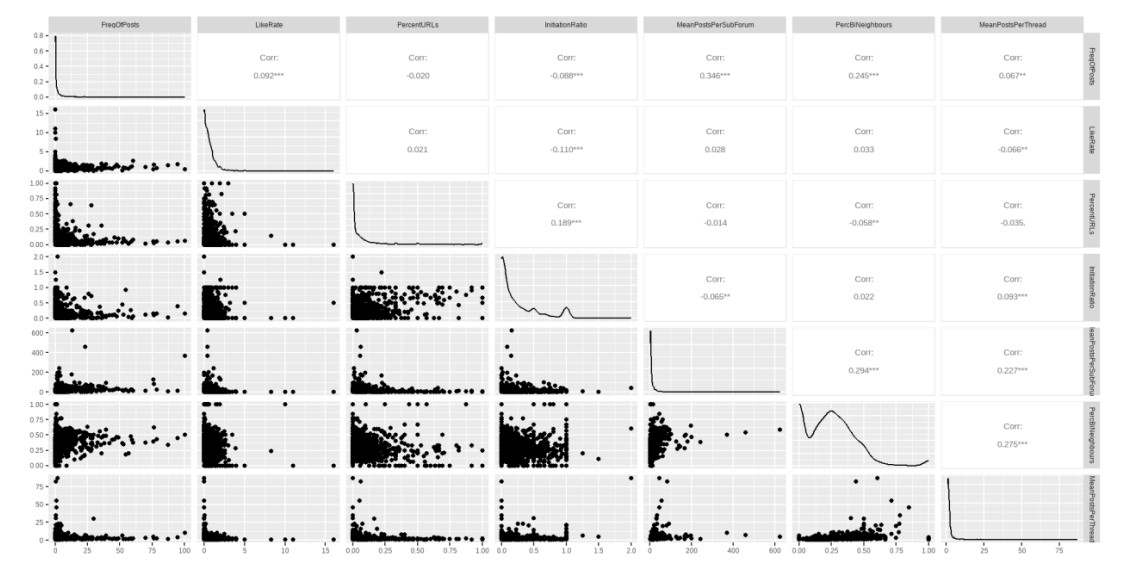 FreqOfPosts LikeRate PercentURLs InitiationRatio MeanPostsPerSubForum PercBiNeighbours MeanPostsPerThread
0.8
0.6
0.4
0.2
0.0
Corr: Corr: Corr: Corr: Corr: Corr:
0.092*** -0.020 -0.088*** 0.346*** 0.245*** 0.067**
FreqOfPosts
15
10
5
0
Corr: Corr: Corr: Corr: Corr:
0.021 -0.110*** 0.028 0.033 -0.066**
LikeRate
1.00
0.75
0.50
0.25
0.00
Corr: Corr: Corr: Corr:
0.189*** -0.014 -0.058** -0.035.
PercentURLs
2.0
1.5
1.0
0.5
0.0
Corr: Corr: Corr:
-0.065** 0.022 0.093***
InitiationRatio
600
400
200
0
Corr: Corr:
0.294*** 0.227***
eanPostsPerSubForu
1.00
0.75
0.50
0.25
0.00
Corr:
0.275***
PercBiNeighbours
75
50
25
0
MeanPostsPerThread
0 25 50 75 100 0 5 10 15 0.00 0.25 0.50 0.75 1.00 0.0 0.5 1.0 1.5 2.0 0 200 400 600 0.00 0.25 0.50 0.75 1.00 0 25 50 75